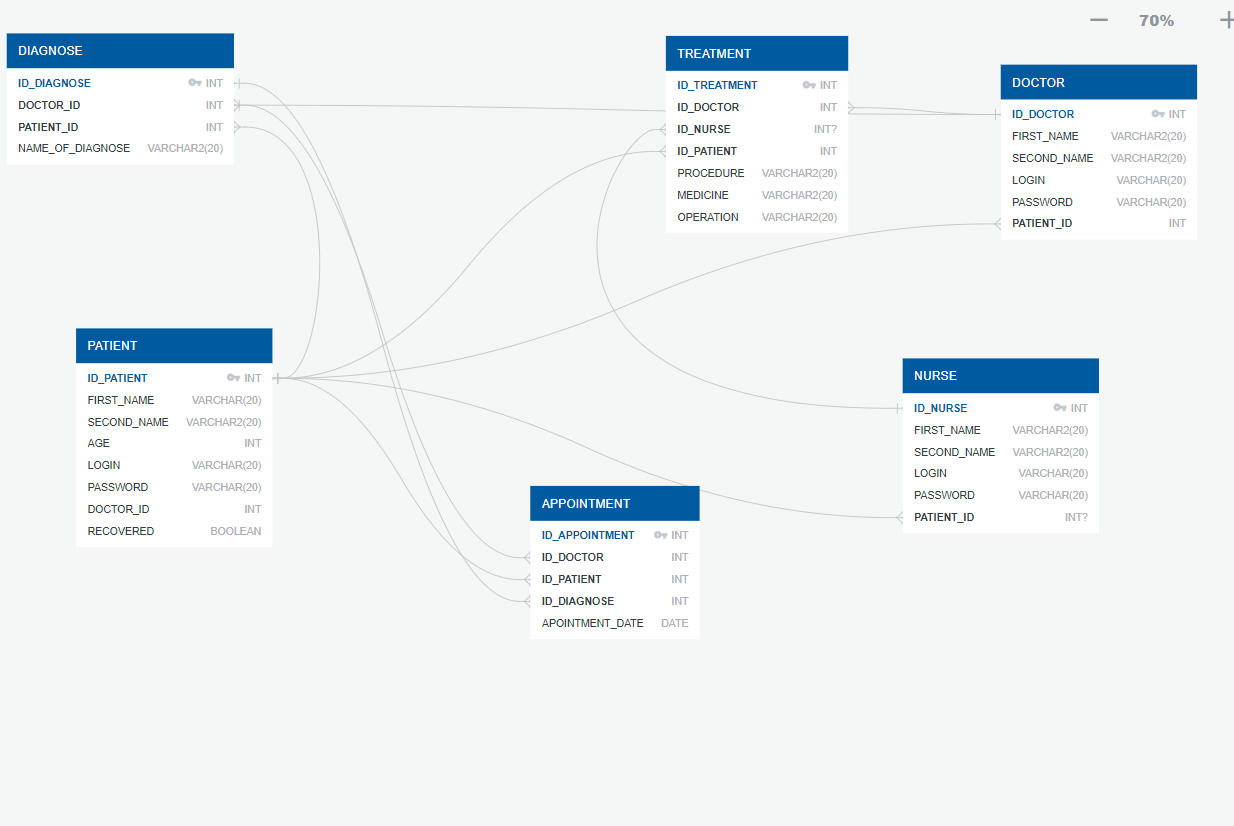 70%
DIAGNOSE
ID_DIAGNOSE INT
DOCTOR_ID INT
PATIENT_ID INT
NAME_OF_DIAGNOSE VARCHAR2(20)
TREATMENT
ID_TREATMENT INT
ID_DOCTOR INT
ID_NURSE INT?
ID_PATIENT INT
PROCEDURE VARCHAR2(20)
MEDICINE VARCHAR2(20)
OPERATION VARCHAR2(20)
DOCTOR
ID_DOCTOR INT
FIRST_NAME VARCHAR2(20)
SECOND_NAME VARCHAR2(20)
LOGIN VARCHAR(20)
PASSWORD VARCHAR(20)
PATIENT_ID INT
PATIENT
ID_PATIENT INT
FIRST_NAME VARCHAR(20)
SECOND_NAME VARCHAR2(20)
AGE INT
LOGIN VARCHAR(20)
PASSWORD VARCHAR(20)
DOCTOR_ID INT
RECOVERED BOOLEAN
NURSE
ID_NURSE INT
FIRST_NAME VARCHAR2(20)
SECOND_NAME VARCHAR2(20)
LOGIN VARCHAR(20)
PASSWORD VARCHAR(20)
PATIENT_ID INT?
APPOINTMENT
ID_APPOINTMENT INT
ID_DOCTOR INT
ID_PATIENT INT
ID_DIAGNOSE INT
APOINTMENT_DATE DATE